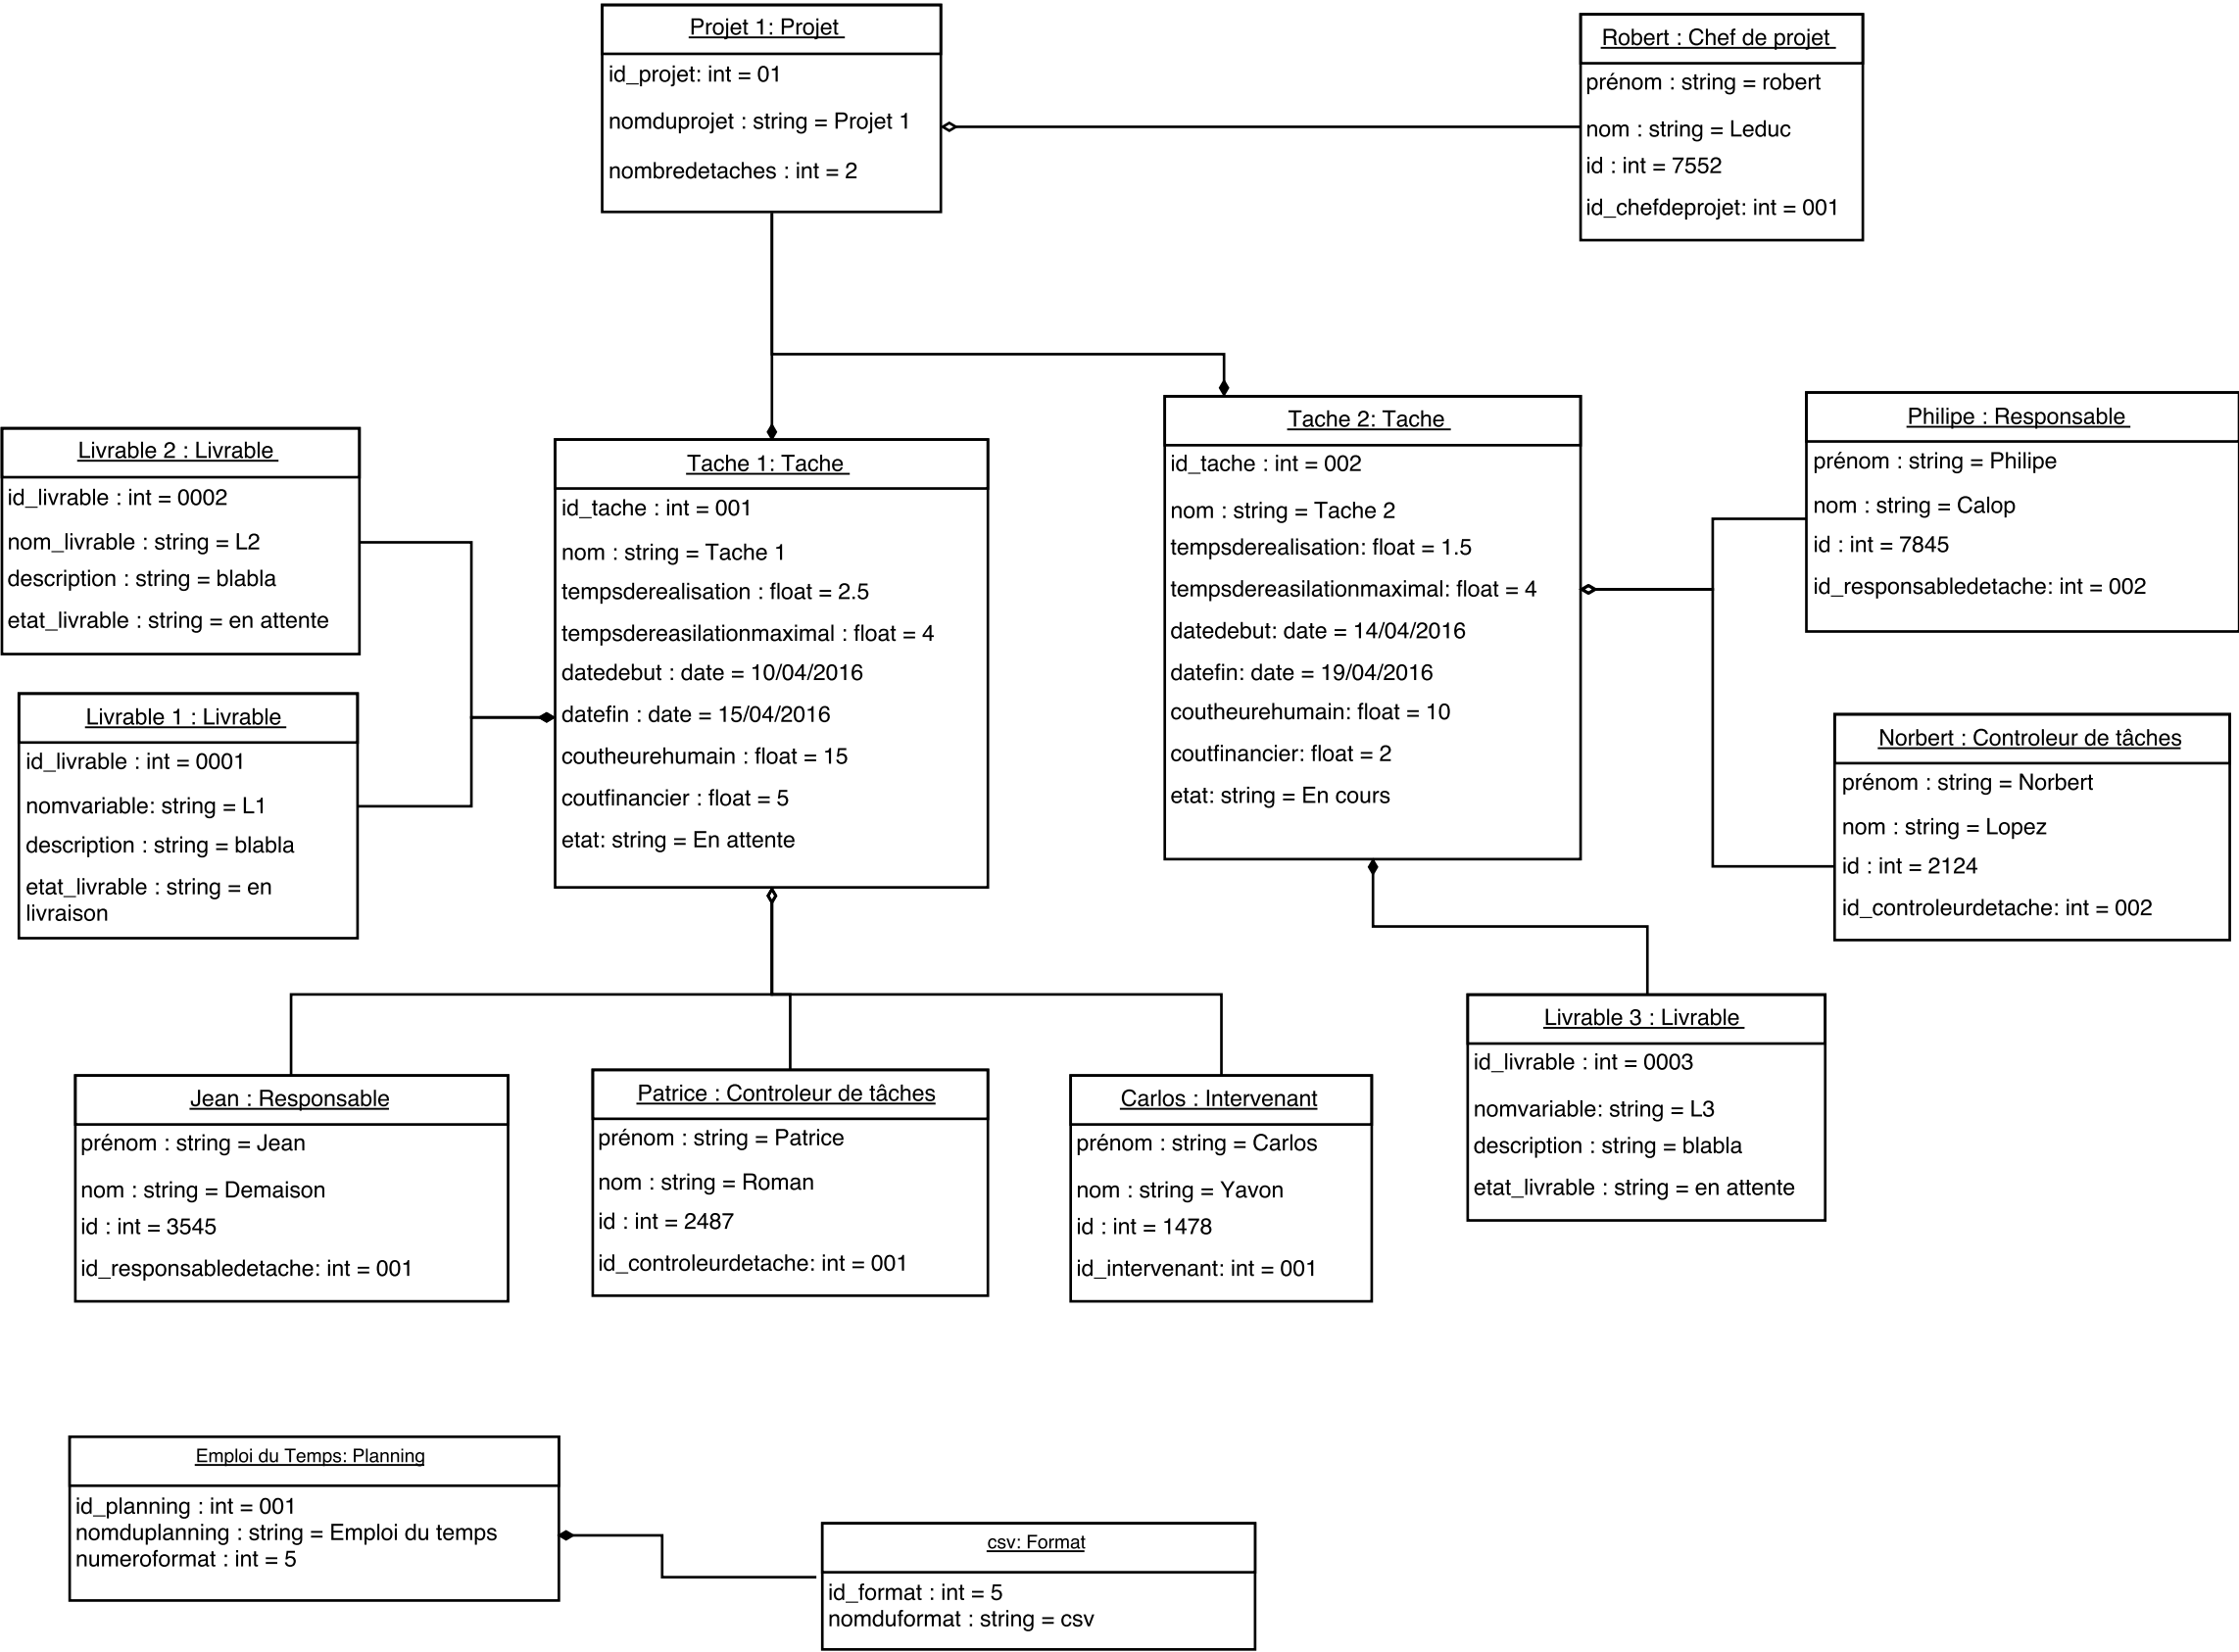 Projet 1: Projet
id_projet: int = 01
nomduprojet : string = Projet 1
nombredetaches : int = 2
Robert : Chef de projet
prénom : string = robert
nom : string = Leduc
id : int = 7552
id_chefdeprojet: int = 001
Livrable 2 : Livrable
id_livrable : int = 0002
nom_livrable : string = L2
description : string = blabla
etat_livrable : string = en attente
Livrable 1 : Livrable
id_livrable : int = 0001
nomvariable: string = L1
description : string = blabla
etat_livrable : string = en
livraison
Tache 1: Tache
id_tache : int = 001
nom : string = Tache 1
tempsderealisation : float = 2.5
tempsdereasilationmaximal : float = 4
datedebut : date = 10/04/2016
datefin : date = 15/04/2016
coutheurehumain : float = 15
coutfinancier : float = 5
etat: string = En attente
Tache 2: Tache
id_tache : int = 002
nom : string = Tache 2
tempsderealisation: float = 1.5
tempsdereasilationmaximal: float = 4
datedebut: date = 14/04/2016
datefin: date = 19/04/2016
coutheurehumain: float = 10
coutfinancier: float = 2
etat: string = En cours
Philipe : Responsable
prénom : string = Philipe
nom : string = Calop
id : int = 7845
id_responsabledetache: int = 002
Norbert : Controleur de tâches
prénom : string = Norbert
nom : string = Lopez
id : int = 2124
id_controleurdetache: int = 002
Jean : Responsable
prénom : string = Jean
nom : string = Demaison
id : int = 3545
id_responsabledetache: int = 001
Patrice : Controleur de tâches
prénom : string = Patrice
nom : string = Roman
id : int = 2487
id_controleurdetache: int = 001
Carlos : Intervenant
prénom : string = Carlos
nom : string = Yavon
id : int = 1478
id_intervenant: int = 001
Livrable 3 : Livrable
id_livrable : int = 0003
nomvariable: string = L3
description : string = blabla
etat_livrable : string = en attente
Emploi du Temps: Planning
id_planning : int = 001
nomduplanning : string = Emploi du temps
numeroformat : int = 5
csv: Format
id_format : int = 5
nomduformat : string = csv